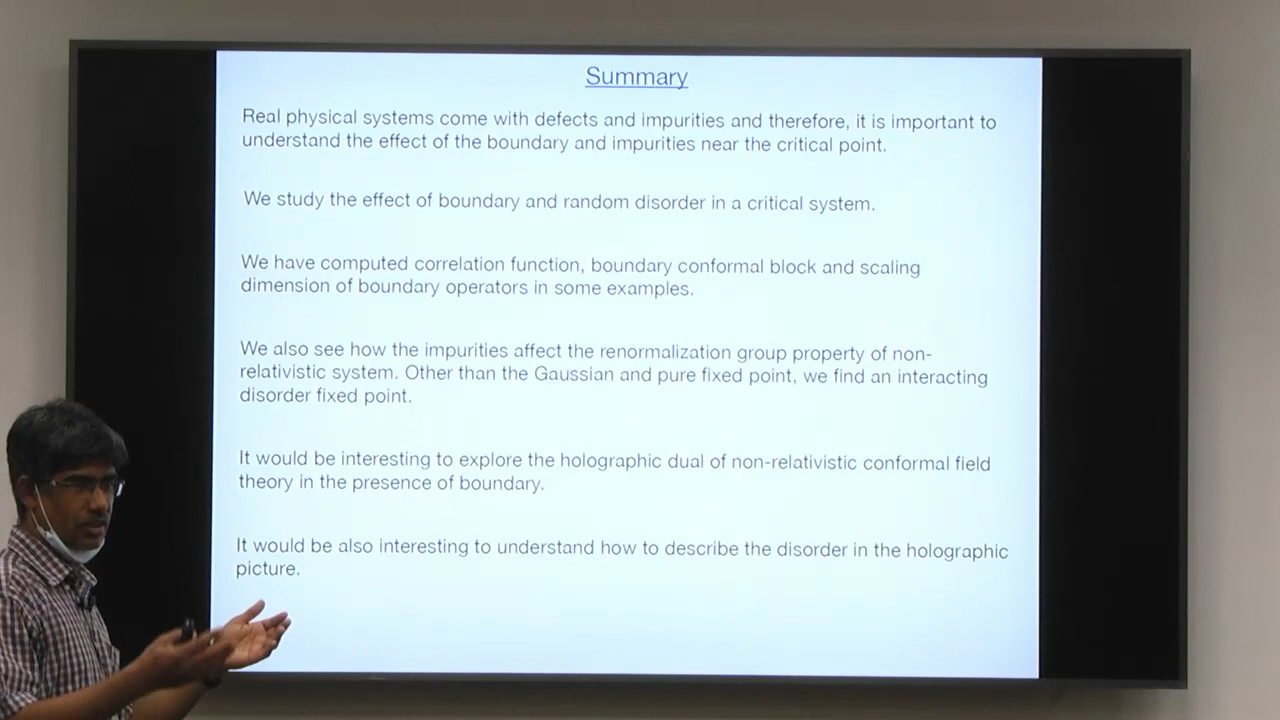 Summary
Real physical systems come with defects and impurities and therefore, it is important to
understand the effect of the boundary and impurities near the critical point.
We study the effect of boundary and random disorder in a critical system.
We have computed correlation function, boundary conformal block and scaling
dimension of boundary operators in some examples.
We also see how the impurities affect the renormalization group property of non-
relativistic system. Other than the Gaussian and pure fixed point, we find an interacting
disorder fixed point.
It would be interesting to explore the holographic dual of non-relativistic conformal field
theory in the presence of boundary.
It would be also interesting to understand how to describe the disorder in the holographic
picture.